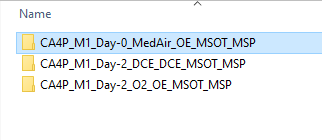 Name
CA4P_M1_Day-0_MedAir_OE_MSOT_MSP
CA4P_M1_Day-2_DCE_DCE_MSOT_MSP
CA4P_M1_Day-2_O2_OE_MSOT_MSP